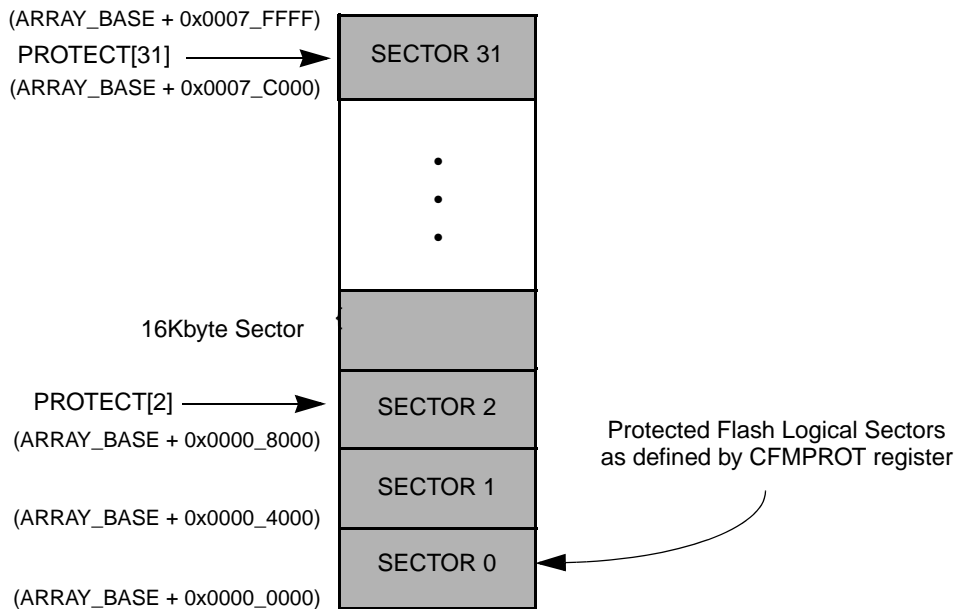 (ARRAY_BASE + 0x0007_FFFF)
PROTECT[31]
SECTOR 31
(ARRAY_BASE + 0x0007_C000)
16Kbyte Sector
PROTECT[2]
SECTOR 2
(ARRAY_BASE + 0x0000_8000)
Protected Flash Logical Sectors
as defined by CFMPROT register
SECTOR 1
(ARRAY_BASE + 0x0000_4000)
SECTOR 0
(ARRAY_BASE + 0x0000_0000)